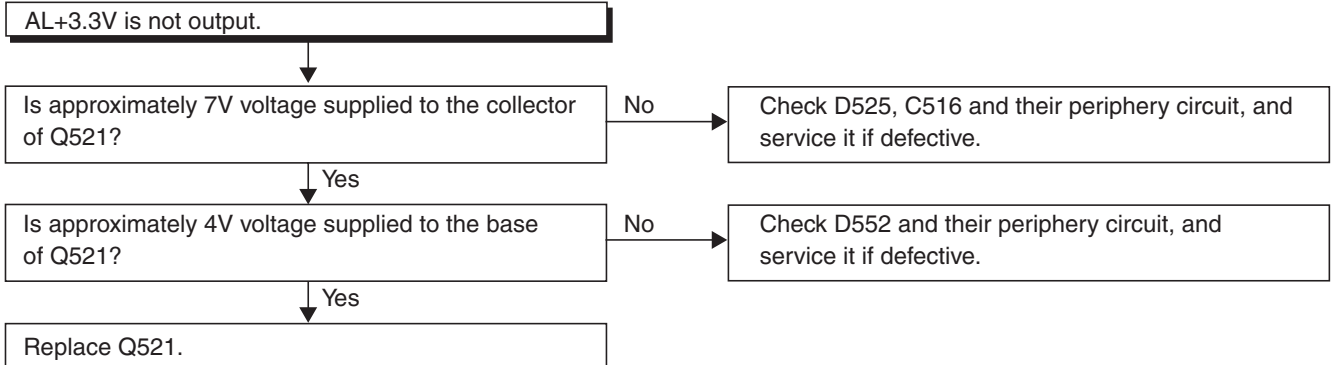 AL+3.3V is not output.
Is approximately 7V voltage supplied to the collector
of Q521?
No
Check D525, C516 and their periphery circuit, and
service it if defective.
Yes
Is approximately 4V voltage supplied to the base
of Q521?
No
Check D552 and their periphery circuit, and
service it if defective.
Yes
Replace Q521.